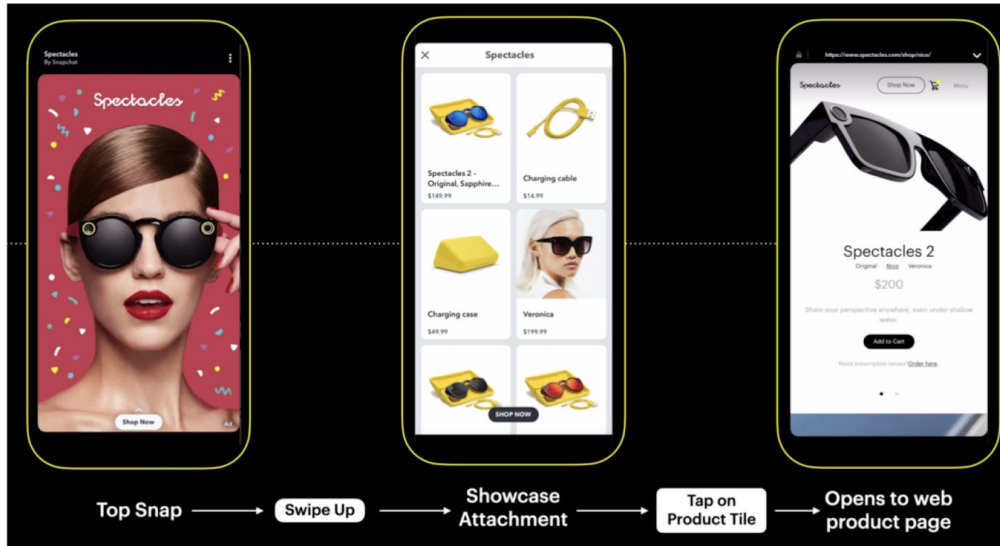 Spectacles
By Snapchat
Spectacles
Shop Now
Ad
Spectacles
Spectacles 2 -
Original, Sapphire...
$149.99
Charging cable
$14.99
Charging case
$49.99
Veronica
$199.99
SHOP NOW
https://www.spectacles.com/shop/nico/
Spectacles
Shop Now
Menu
Spectacles 2
Original Nico Veronica
$200
Share your perspective anywhere, even under shallow
water.
Add to Cart
Need prescription lenses? Order here.
Top Snap
Swipe Up
Showcase
Attachment
Tap on
Product Tile
Opens to web
product page